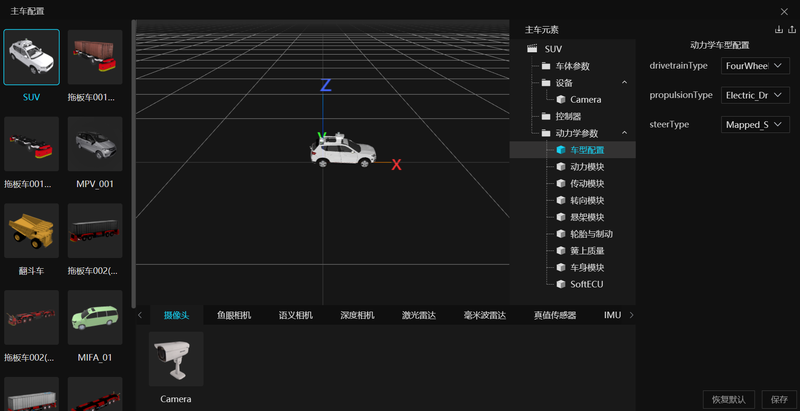 主车配置
SUV
拖板车001...
拖板车001...
MPV_001
翻斗车
拖板车002(...
拖板车002(...
MIFA_01
Z
Y
X
摄像头
鱼眼相机
语义相机
深度相机
激光雷达
毫米波雷达
真值传感器
IMU
Camera
主车元素
SUV
车体参数
设备
Camera
控制器
动力学参数
车型配置
动力模块
传动模块
转向模块
悬架模块
轮胎与制动
簧上质量
车身模块
SoftECU
动力学车型配置
drivetrainType
FourWheel
propulsionType
Electric_Dr
steerType
Mapped_S
恢复默认
保存